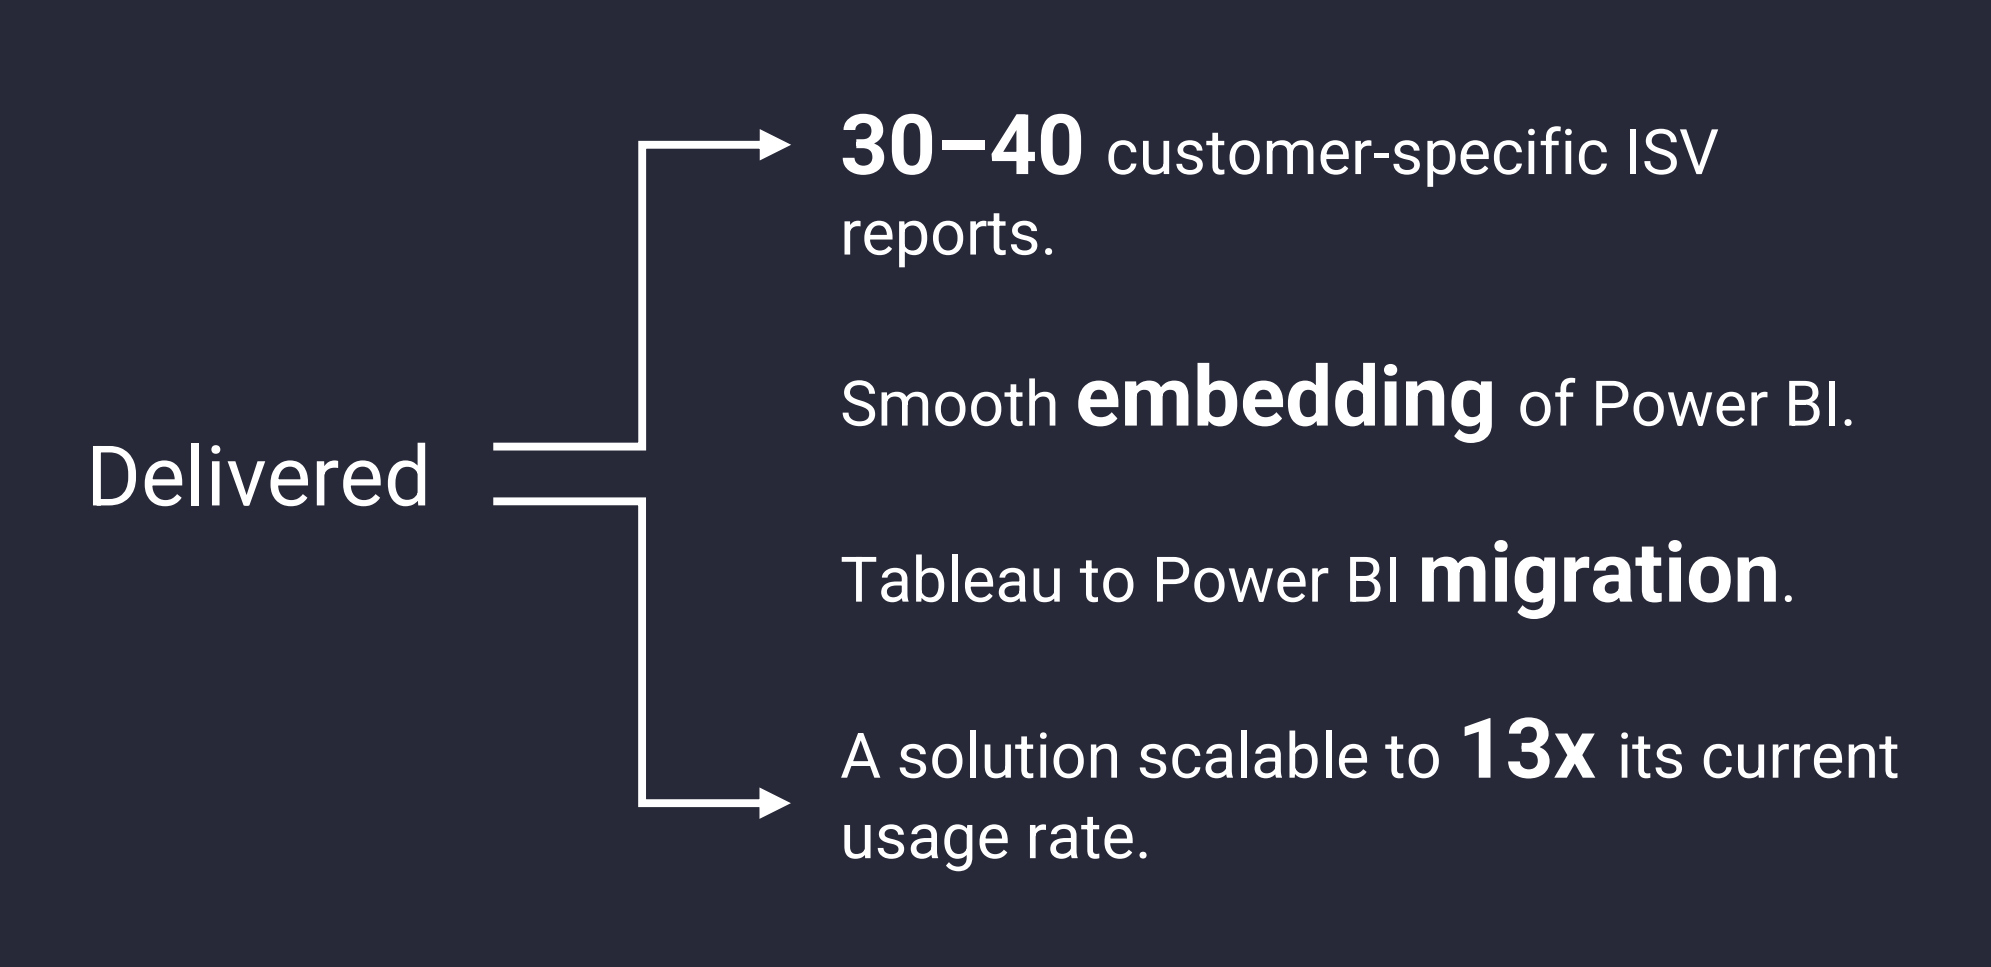 Delivered
30–40 customer-specific ISV
reports.
Smooth embedding of Power BI.
Tableau to Power BI migration.
A solution scalable to 13x its current
usage rate.